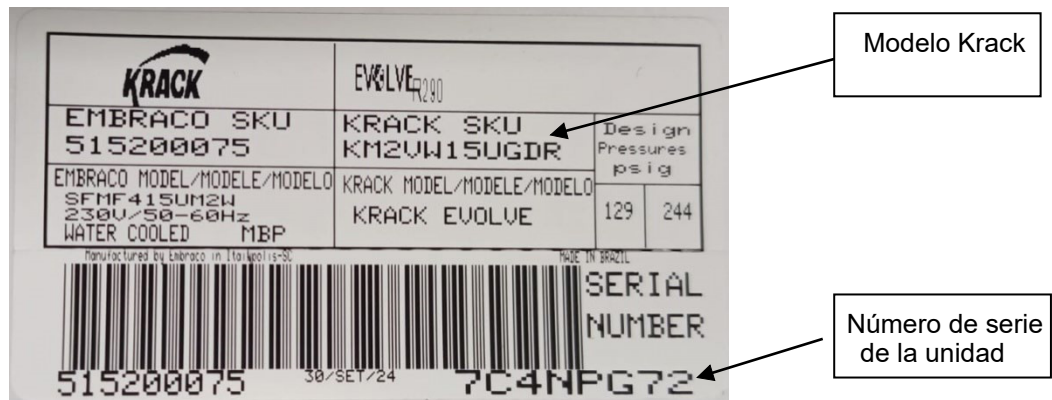 KRACK
EVOLVE R290
EMBRACO SKU
515200075
KRACK SKU
KM2VW15UGDR
Design
Pressures
psig
EMBRACO MODEL/MODELE/MODELO
SFMF415UM2W
230V/50-60Hz
WATER COOLED MBP
KRACK MODEL/MODELE/MODELO
KRACK EVOLVE
129 244
Manufactured by Embraco in Itaiópolis-SC
MADE IN BRAZIL
SERIAL
NUMBER
515200075 30/SET/24 7C4NPG72
Modelo Krack
Número de serie
de la unidad